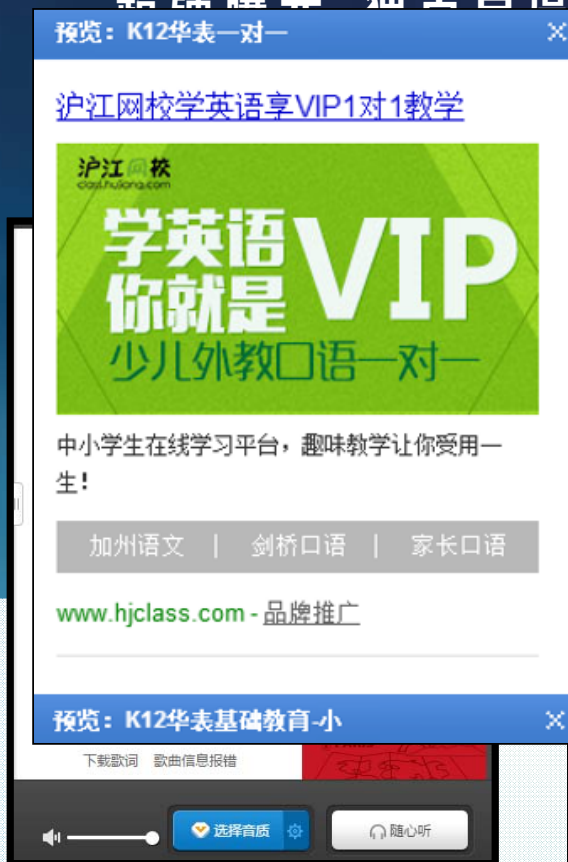 预览：K12华表一对一
沪江网校学英语享VIP1对1教学
沪江网校
class.hujiang.com
学英语
你就是
VIP
少儿外教口语一对一
中小学生在线学习平台，趣味教学让你受用一
生！
加州语文 | 剑桥口语 | 家长口语
www.hjclass.com - 品牌推广
预览：K12华表基础教育-小
下载歌词 歌曲信息报错
选择音质 随心听